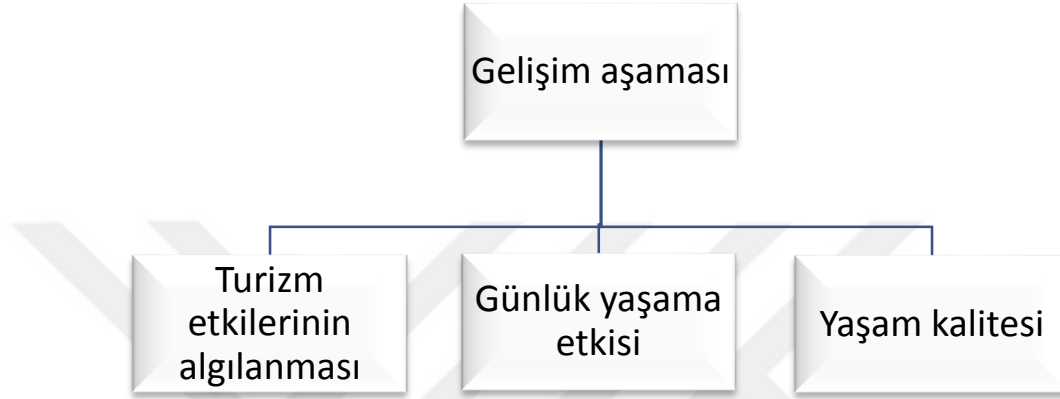 Gelişim aşaması
Turizm
etkilerinin
algılanması
Günlük yaşama
etkisi
Yaşam kalitesi